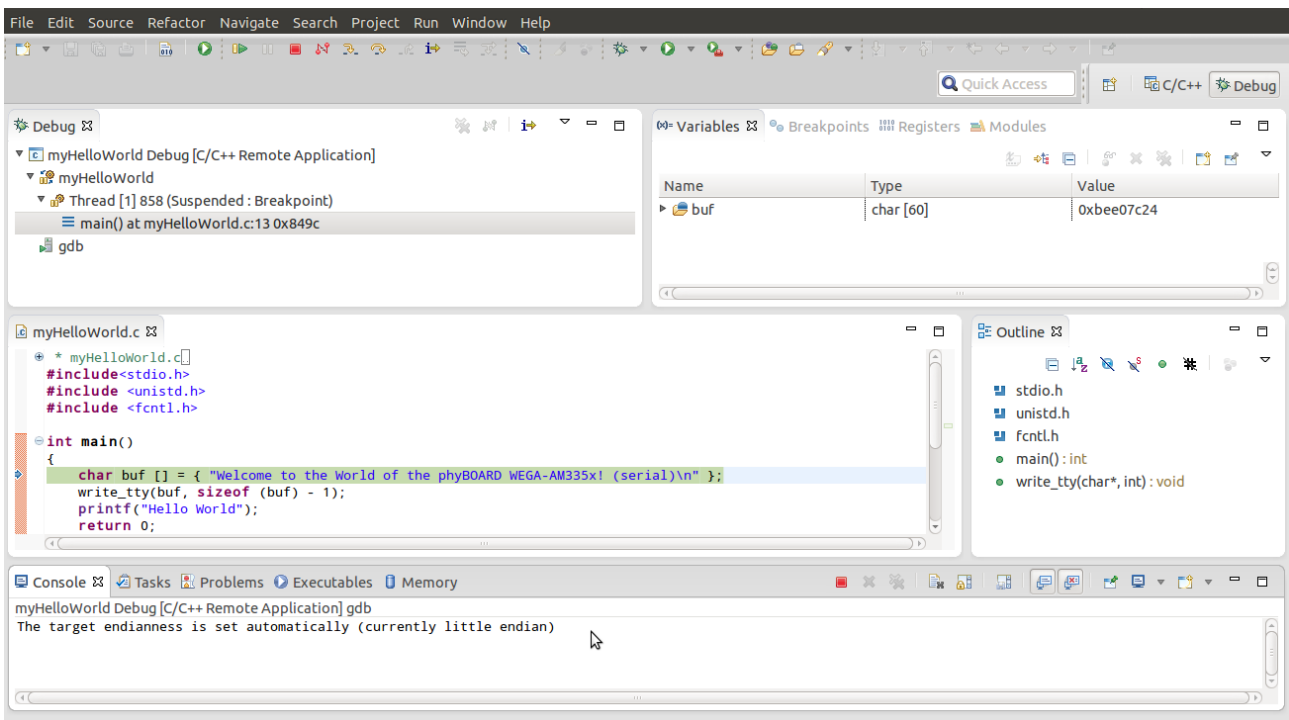 File Edit Source Refactor Navigate Search Project Run Window Help
Quick Access
C/C++
Debug
Debug
myHelloWorld Debug [C/C++ Remote Application]
myHelloWorld
Thread [1] 858 (Suspended : Breakpoint)
main() at myHelloWorld.c:13 0x849c
gdb
(x)= Variables Breakpoints Registers Modules
Name Type Value
buf char [60] 0xbee07c24
myHelloWorld.c
* myHelloWorld.c..
#include<stdio.h>
#include <unistd.h>
#include <fcntl.h>
int main()
{
char buf [] = { "Welcome to the World of the phyBOARD WEGA-AM335x! (serial)\n" };
write_tty(buf, sizeof (buf) - 1);
printf("Hello World");
return 0;
Outline
stdio.h
unistd.h
fcntl.h
main() : int
write_tty(char*, int) : void
Console Tasks Problems Executables Memory
myHelloWorld Debug [C/C++ Remote Application] gdb
The target endianness is set automatically (currently little endian)